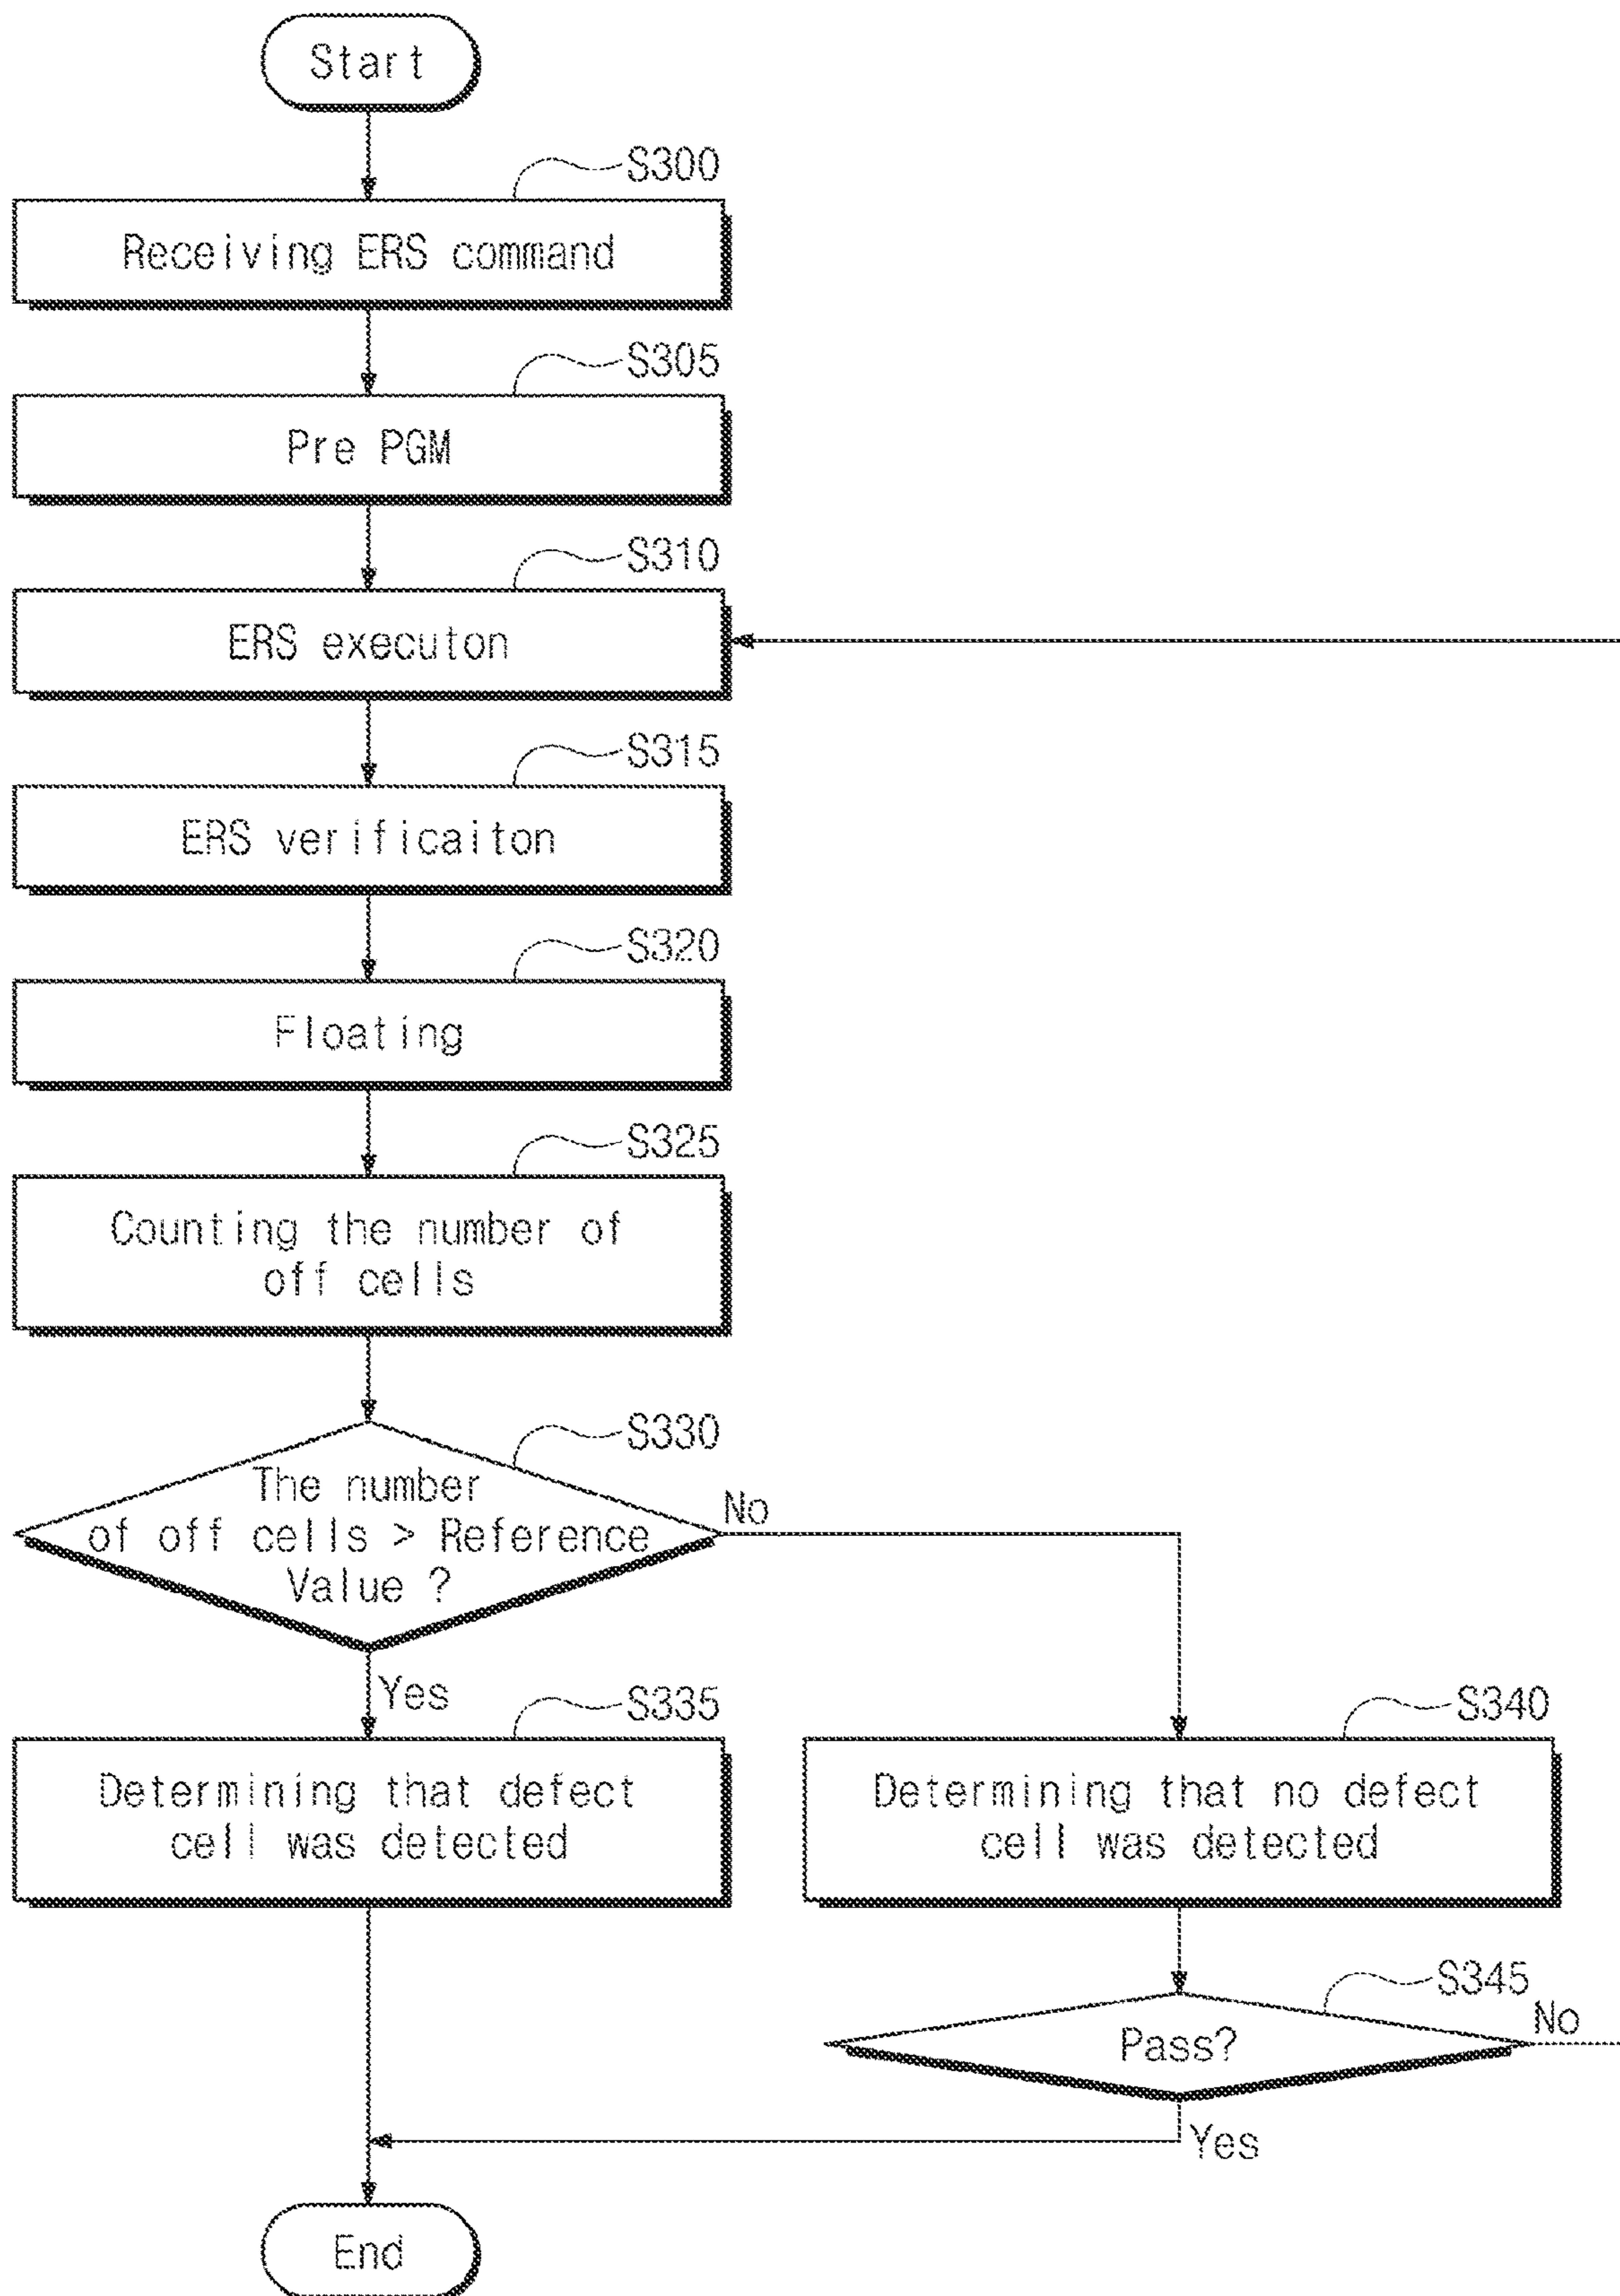 Start
S300
Receiving ERS command
S305
Pre PGM
S310
ERS executon
S315
ERS verificaiton
S320
Floating
S325
Counting the number of
off cells
S330
The number
of off cells > Reference
Value ?
No
Yes
S335
Determining that defect
cell was detected
S340
Determining that no defect
cell was detected
S345
Pass?
No
Yes
End